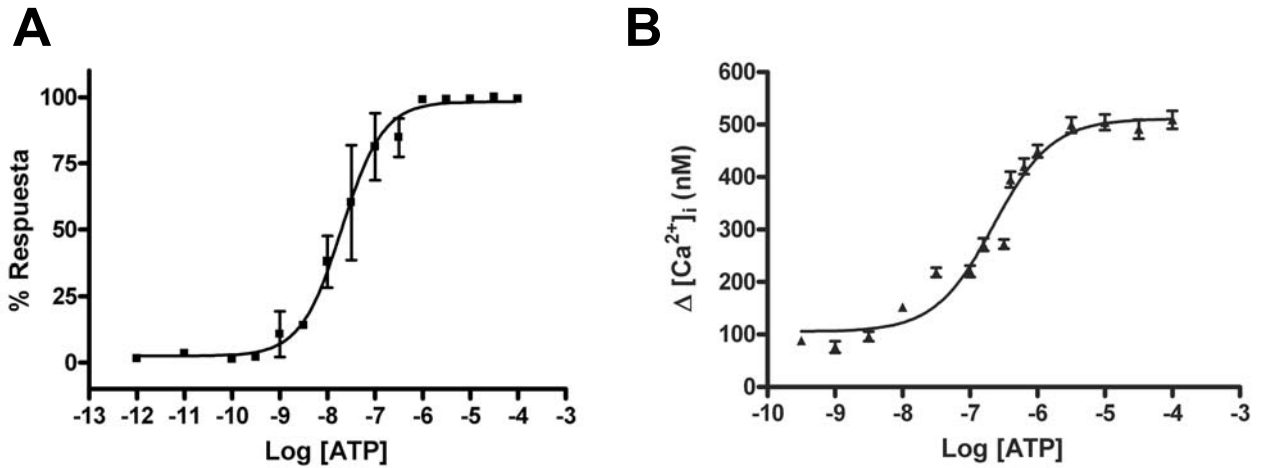 A
% Respuesta
100
75
50
25
0
-13 -12 -11 -10 -9 -8 -7 -6 -5 -4 -3
Log [ATP]
B
Δ [Ca²⁺]ᵢ (nM)
600
500
400
300
200
100
0
-10 -9 -8 -7 -6 -5 -4 -3
Log [ATP]